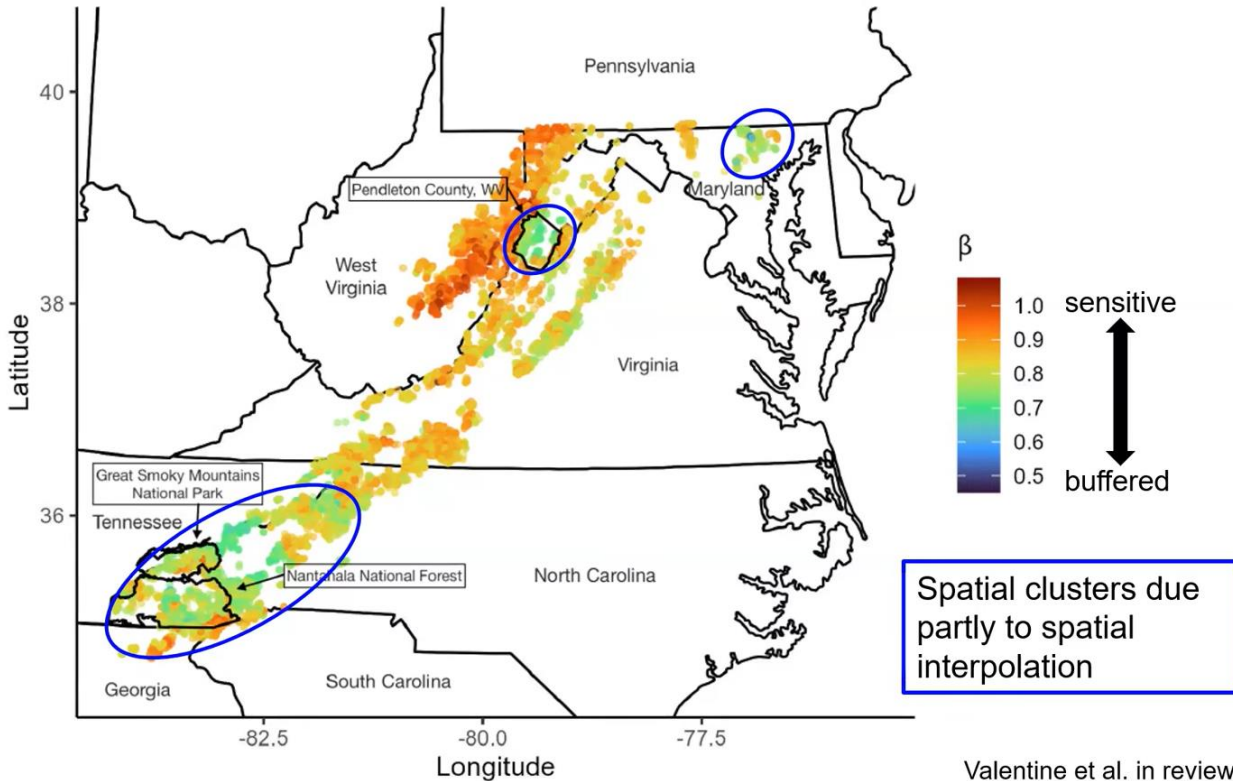 Pennsylvania
40
Pendleton County, WV
Maryland
West
Virginia
38
Virginia
Latitude
Great Smoky Mountains
National Park
36
Tennessee
Nantahala National Forest
North Carolina
Georgia
South Carolina
-82.5
-80.0
-77.5
Longitude
β
1.0
0.9
0.8
0.7
0.6
0.5
sensitive
buffered
Spatial clusters due
partly to spatial
interpolation
Valentine et al. in review